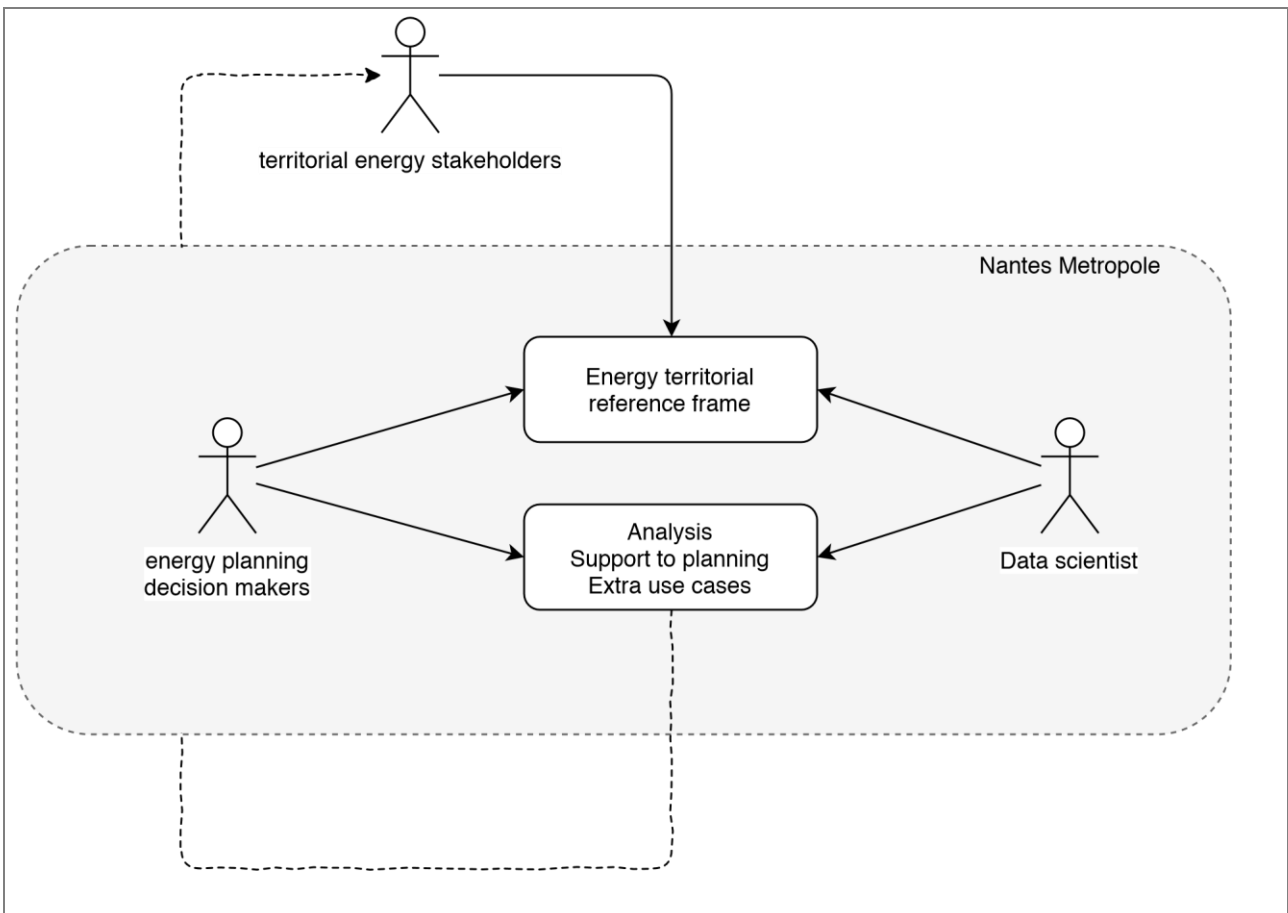 territorial energy stakeholders
Nantes Metropole
Energy territorial
reference frame
energy planning
decision makers
Analysis
Support to planning
Extra use cases
Data scientist